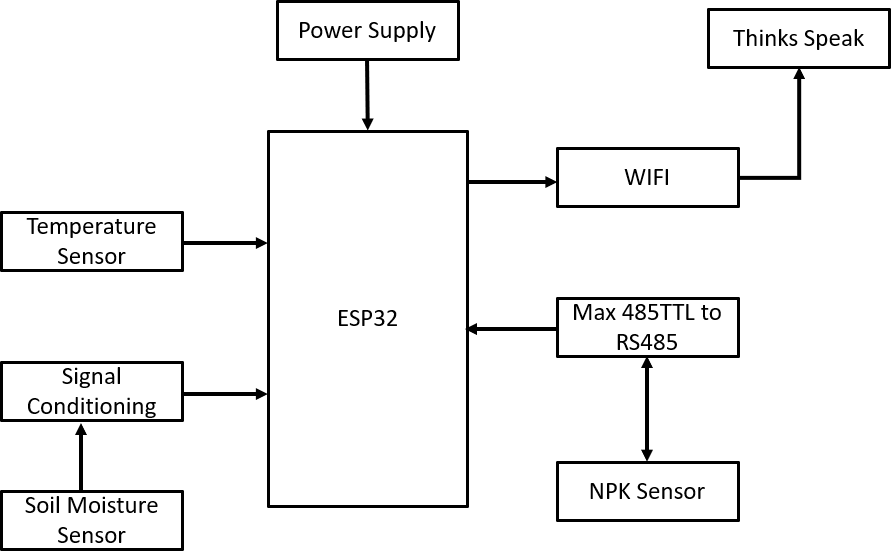 Power Supply
Thinks Speak
WIFI
Temperature
Sensor
ESP32
Max 485TTL to
RS485
Signal
Conditioning
NPK Sensor
Soil Moisture
Sensor